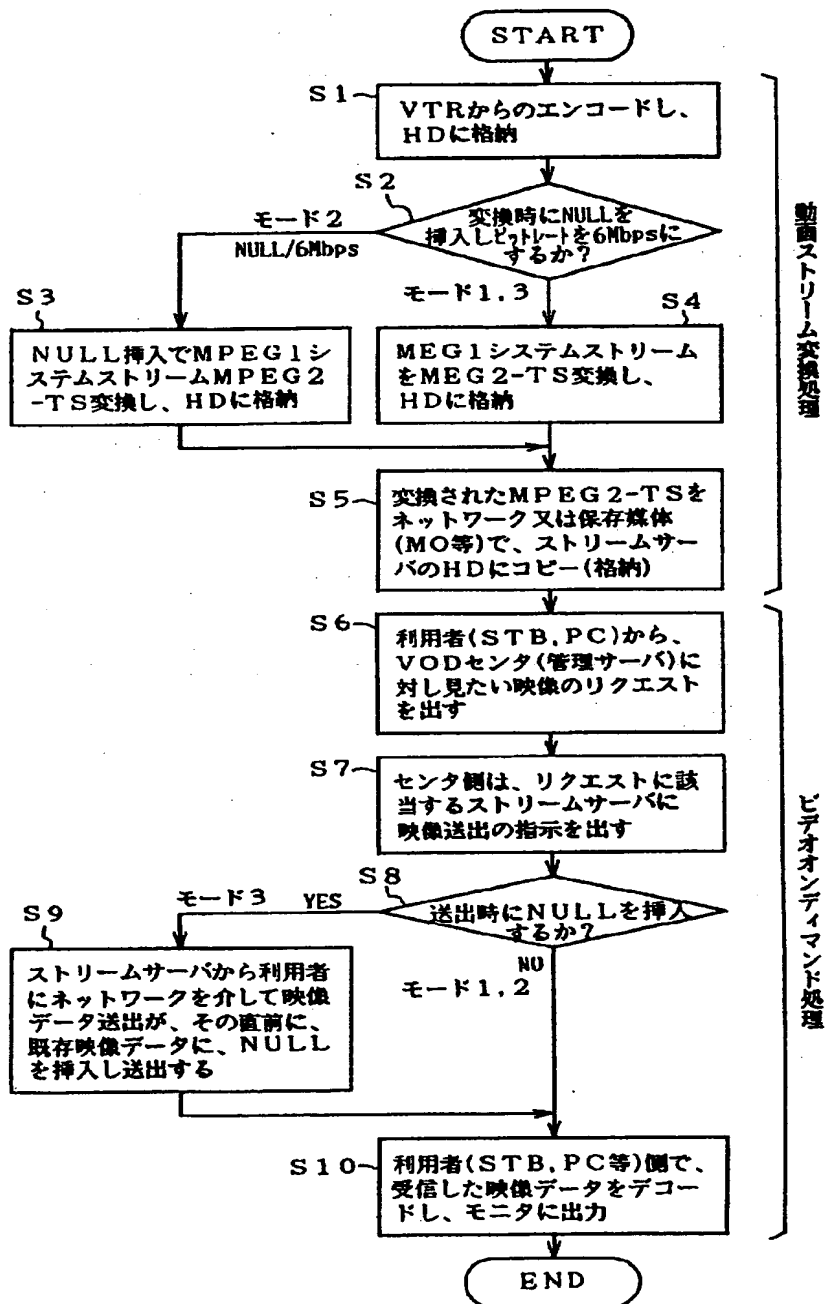 START
S1
VTRからのエンコードし、
HDに格納
S2
変換時にNULLを
挿入しビットレートを6Mbpsに
するか?
モード2
NULL/6Mbps
モード1,3
S3
NULL挿入でMPEG1シ
ステムストリームMPEG2
-TS変換し、HDに格納
S4
MEG1システムストリーム
をMEG2-TS変換し、
HDに格納
S5
変換されたMPEG2-TSを
ネットワーク又は保存媒体
(MO等)で、ストリームサー
バのHDにコピー(格納)
動画ストリーム変換処理
S6
利用者(STB,PC)から、
VODセンタ(管理サーバ)に
対し見たい映像のリクエスト
を出す
S7
センタ側は、リクエストに該
当するストリームサーバに
映像送出の指示を出す
S8
送出時にNULLを挿入
するか?
モード3 YES
NO
モード1,2
S9
ストリームサーバから利用者
にネットワークを介して映像
データ送出が、その直前に、
既存映像データに、NULL
を挿入し送出する
S10
利用者(STB,PC等)側で、
受信した映像データをデコー
ドし、モニタに出力
ビデオオンディマンド処理
END